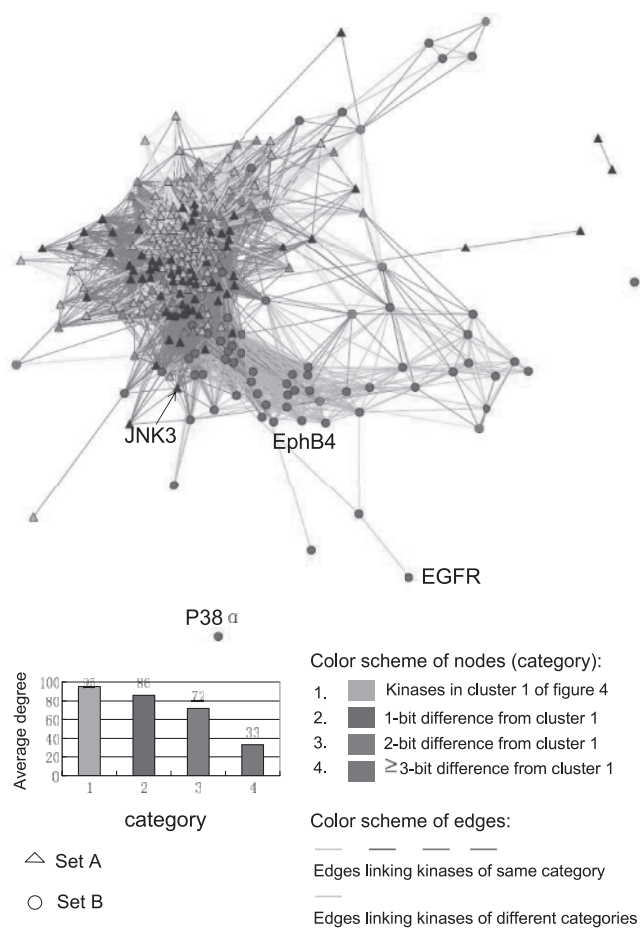 JNK3
EphB4
EGFR
P38 α
Average degree
100
80
60
40
20
0
95
86
72
33
1
2
3
4
category
Set A
Set B
Color scheme of nodes (category):
1. Kinases in cluster 1 of figure 4
2. 1-bit difference from cluster 1
3. 2-bit difference from cluster 1
4. ≥3-bit difference from cluster 1
Color scheme of edges:
Edges linking kinases of same category
Edges linking kinases of different categories